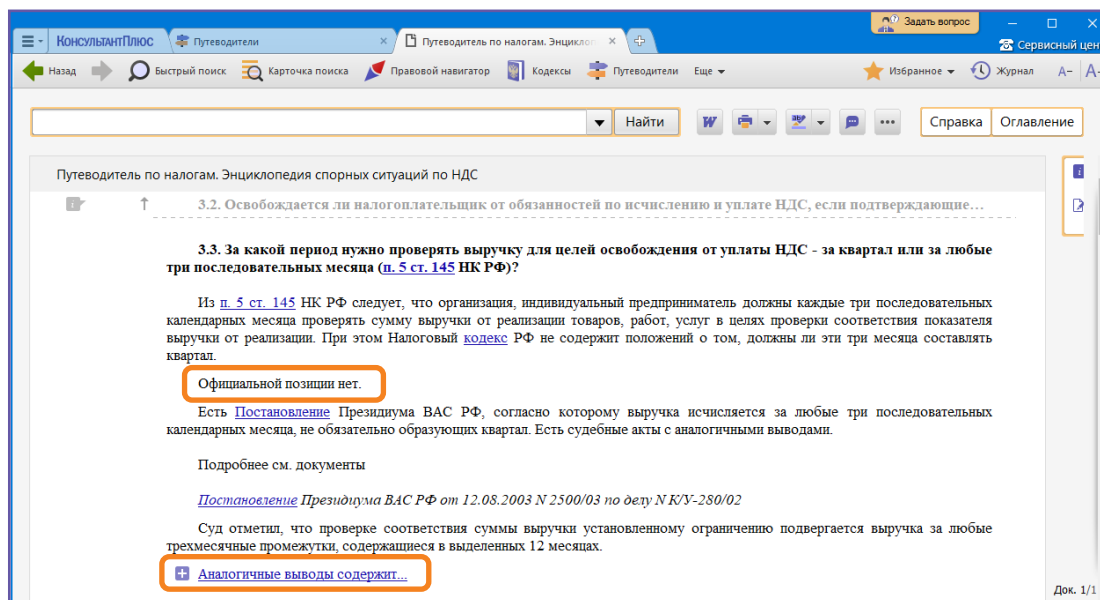 Задать вопрос
КонсультантПлюс
Путеводители
Путеводитель по налогам. Энциклоп
Сервисный цен
Назад
Быстрый поиск
Карточка поиска
Правовой навигатор
Кодексы
Путеводители
Еще
Избранное
Журнал
А−
А
Найти
W
Справка
Оглавление
Путеводитель по налогам. Энциклопедия спорных ситуаций по НДС
3.2. Освобождается ли налогоплательщик от обязанностей по исчислению и уплате НДС, если подтверждающие…
3.3. За какой период нужно проверять выручку для целей освобождения от уплаты НДС - за квартал или за любые
три последовательных месяца (п. 5 ст. 145 НК РФ)?
Из п. 5 ст. 145 НК РФ следует, что организация, индивидуальный предприниматель должны каждые три последовательных
календарных месяца проверять сумму выручки от реализации товаров, работ, услуг в целях проверки соответствия показателя
выручки от реализации. При этом Налоговый кодекс РФ не содержит положений о том, должны ли эти три месяца составлять
квартал.
Официальной позиции нет.
Есть Постановление Президиума ВАС РФ, согласно которому выручка исчисляется за любые три последовательных
календарных месяца, не обязательно образующих квартал. Есть судебные акты с аналогичными выводами.
Подробнее см. документы
Постановление Президиума ВАС РФ от 12.08.2003 N 2500/03 по делу N К/У-280/02
Суд отметил, что проверке соответствия суммы выручки установленному ограничению подвергается выручка за любые
трехмесячные промежутки, содержащиеся в выделенных 12 месяцах.
Аналогичные выводы содержит...
Док. 1/1